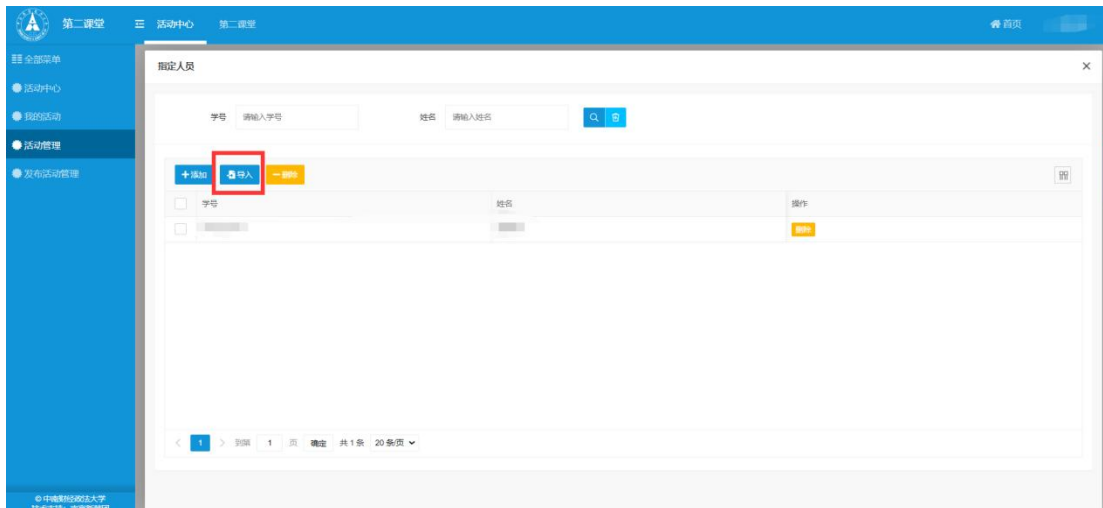 第二课堂 活动中心 第二课堂 首页
全部菜单
指定人员
活动中心
我的活动
学号 请输入学号 姓名 请输入姓名
活动管理
发布活动管理
添加 导入 删除
学号 姓名 操作
删除
1 到第 1 页 确定 共1条 20条/页
©中南财经政法大学